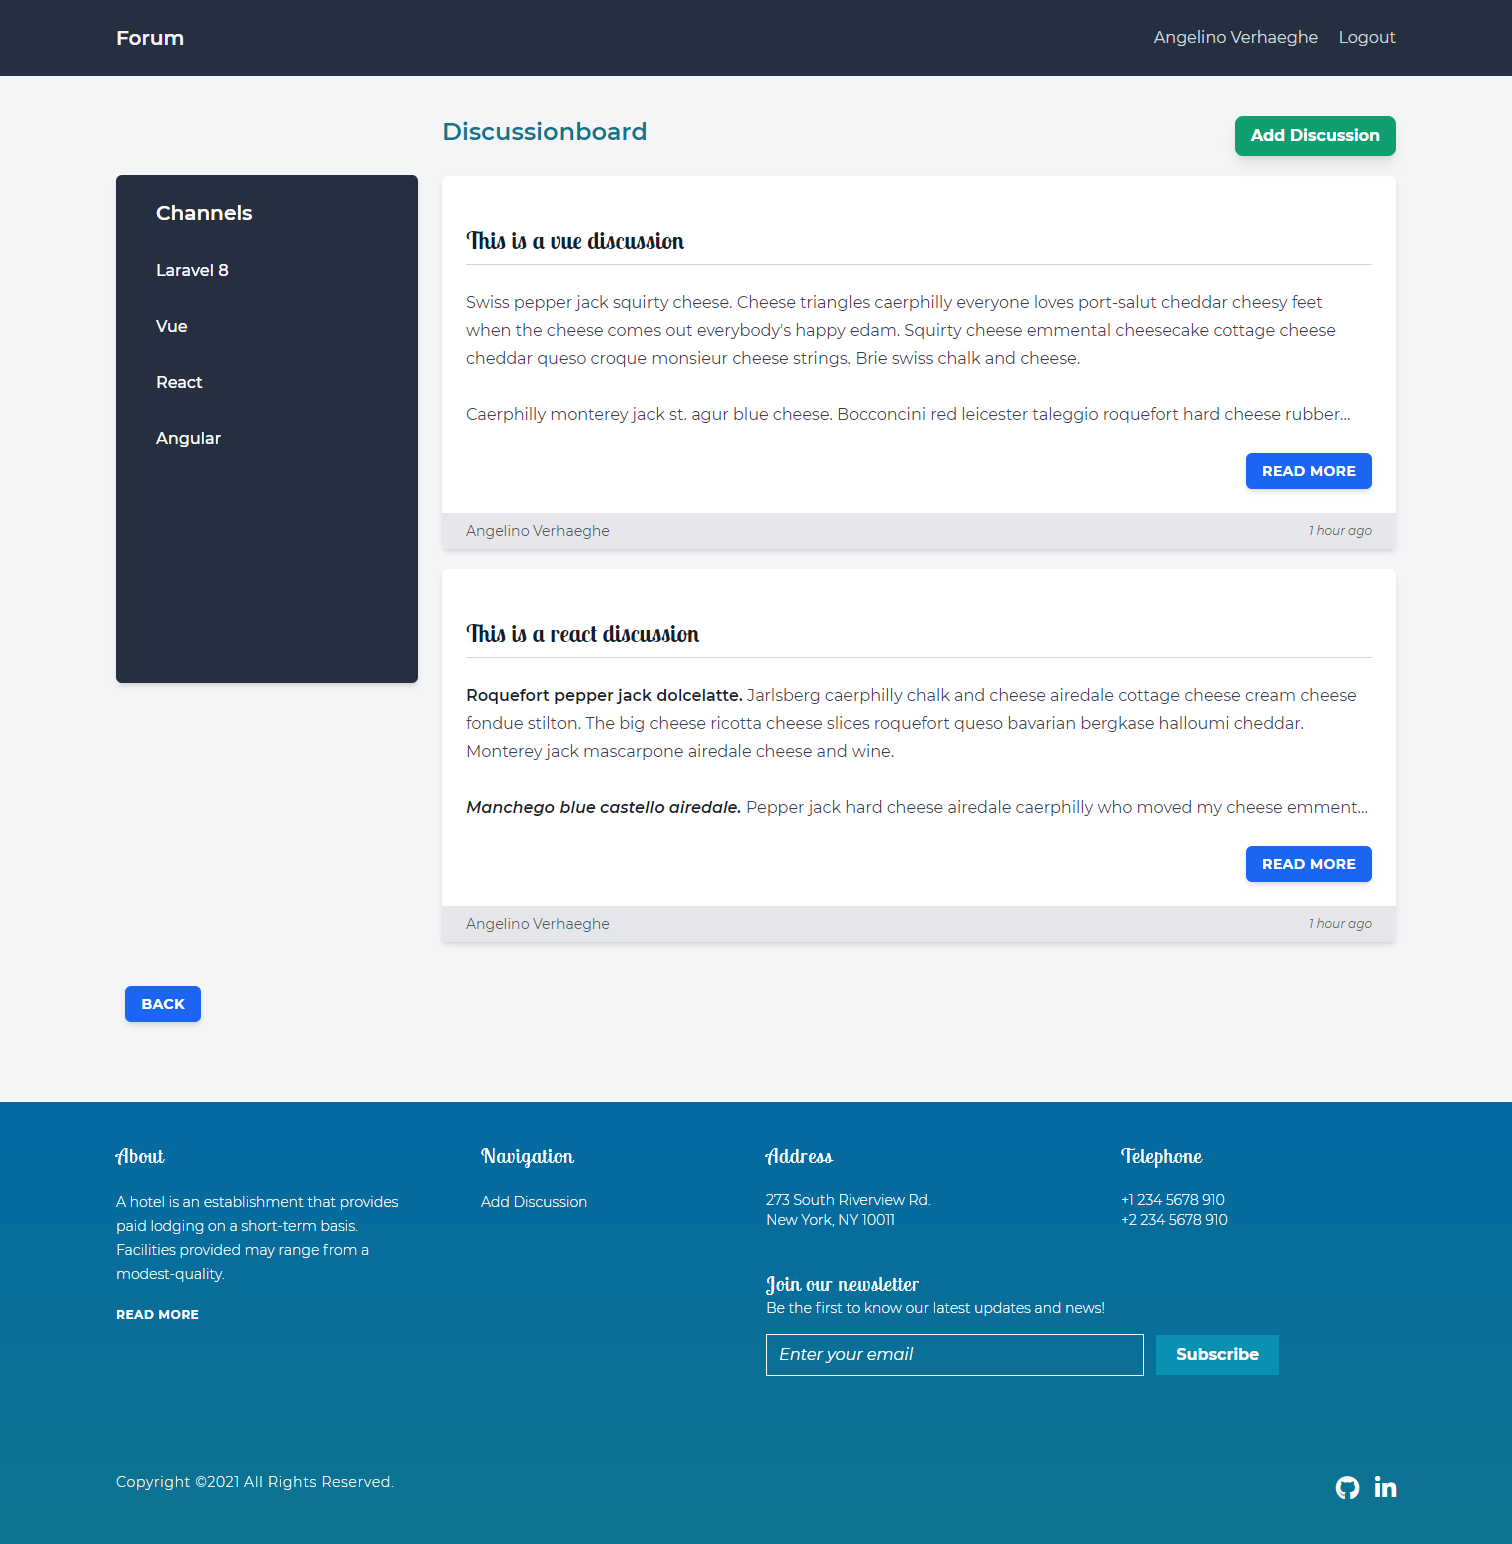 Forum
Angelino Verhaeghe Logout
Discussionboard
Add Discussion
Channels
Laravel 8
Vue
React
Angular
This is a vue discussion
Swiss pepper jack squirty cheese. Cheese triangles caerphilly everyone loves port-salut cheddar cheesy feet
when the cheese comes out everybody's happy edam. Squirty cheese emmental cheesecake cottage cheese
cheddar queso croque monsieur cheese strings. Brie swiss chalk and cheese.
Caerphilly monterey jack st. agur blue cheese. Bocconcini red leicester taleggio roquefort hard cheese rubber...
READ MORE
Angelino Verhaeghe
1 hour ago
This is a react discussion
Roquefort pepper jack dolcelatte. Jarlsberg caerphilly chalk and cheese airedale cottage cheese cream cheese
fondue stilton. The big cheese ricotta cheese slices roquefort queso bavarian bergkase halloumi cheddar.
Monterey jack mascarpone airedale cheese and wine.
Manchego blue castello airedale. Pepper jack hard cheese airedale caerphilly who moved my cheese emment...
READ MORE
Angelino Verhaeghe
1 hour ago
BACK
About
A hotel is an establishment that provides
paid lodging on a short-term basis.
Facilities provided may range from a
modest-quality.
READ MORE
Navigation
Add Discussion
Address
273 South Riverview Rd.
New York, NY 10011
Telephone
+1 234 5678 910
+2 234 5678 910
Join our newsletter
Be the first to know our latest updates and news!
Enter your email
Subscribe
Copyright ©2021 All Rights Reserved.
in